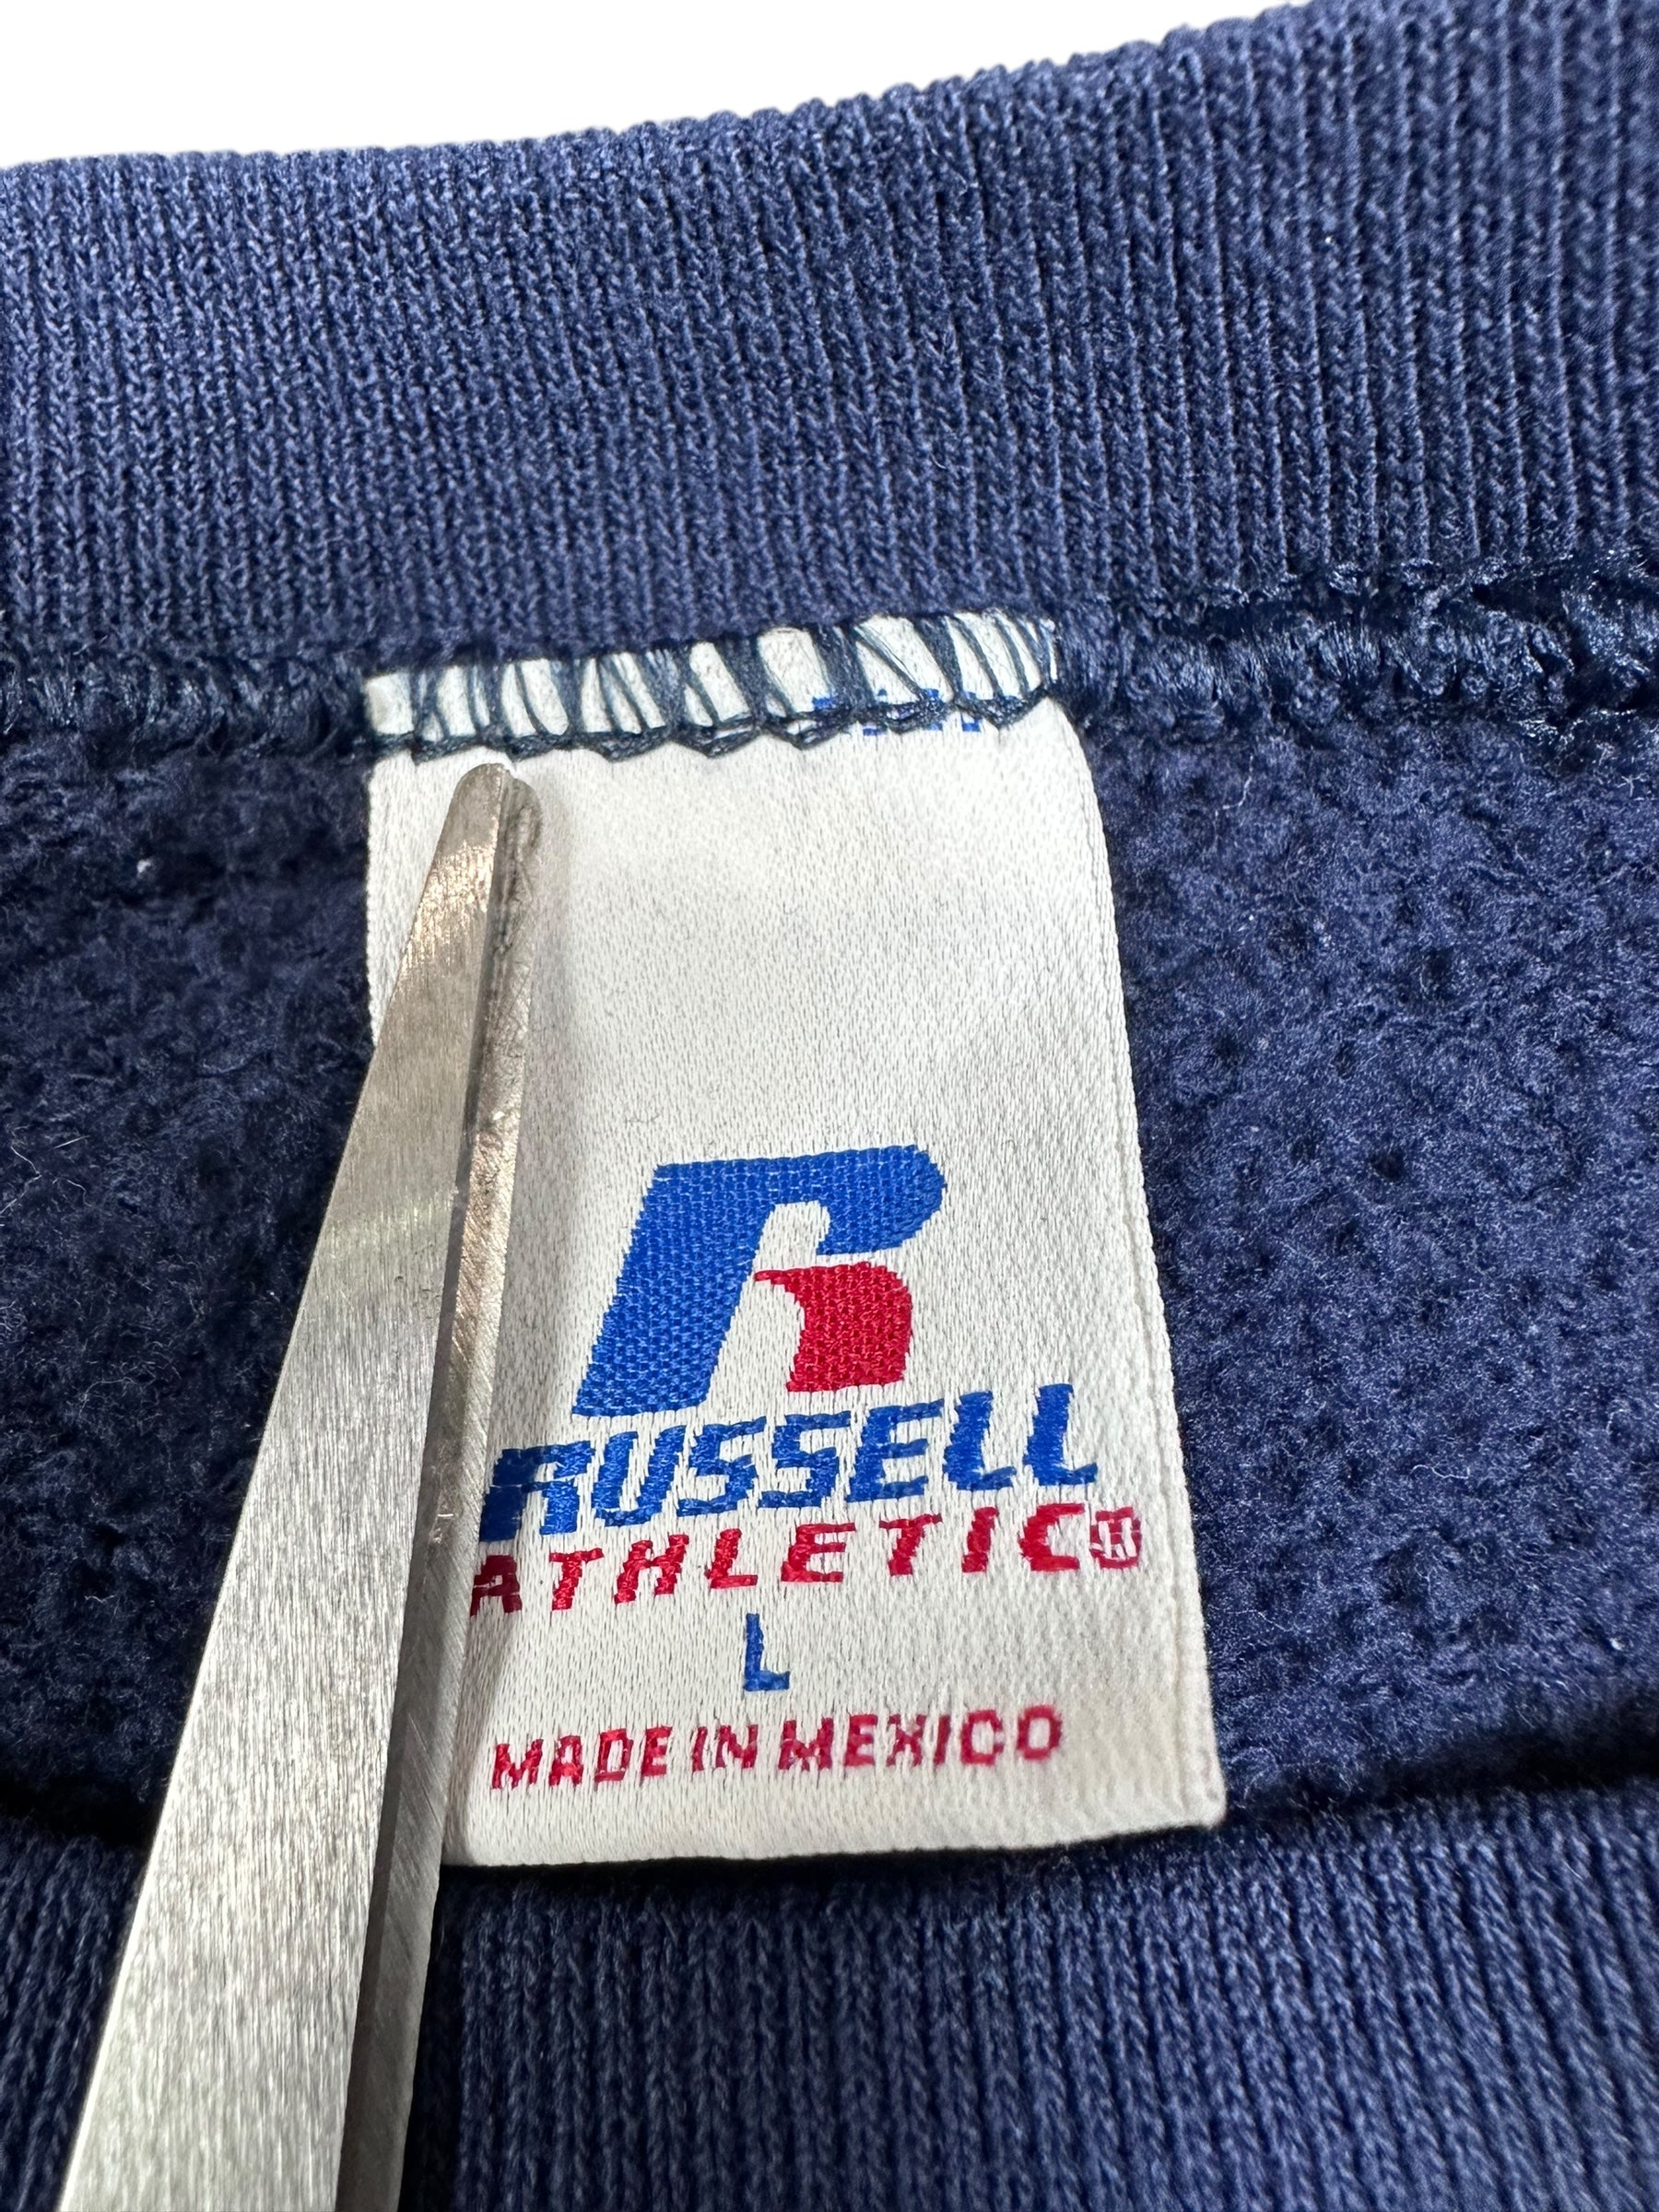 RUSSELL
ATHLETIC®
L
MADE IN MEXICO